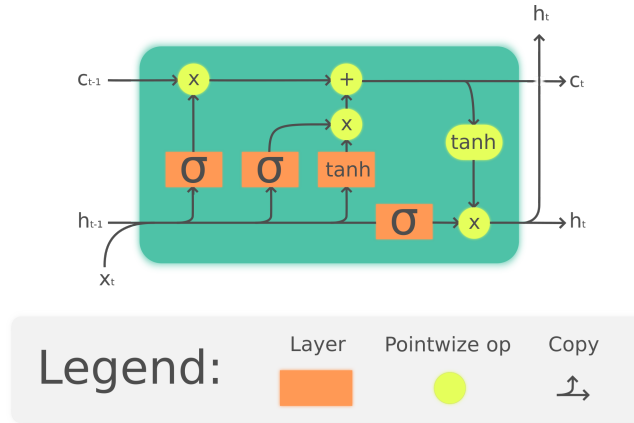 hₜ
cₜ₋₁ x + cₜ
x tanh
σ σ tanh
hₜ₋₁ σ x hₜ
xₜ
Legend: Layer Pointwize op Copy